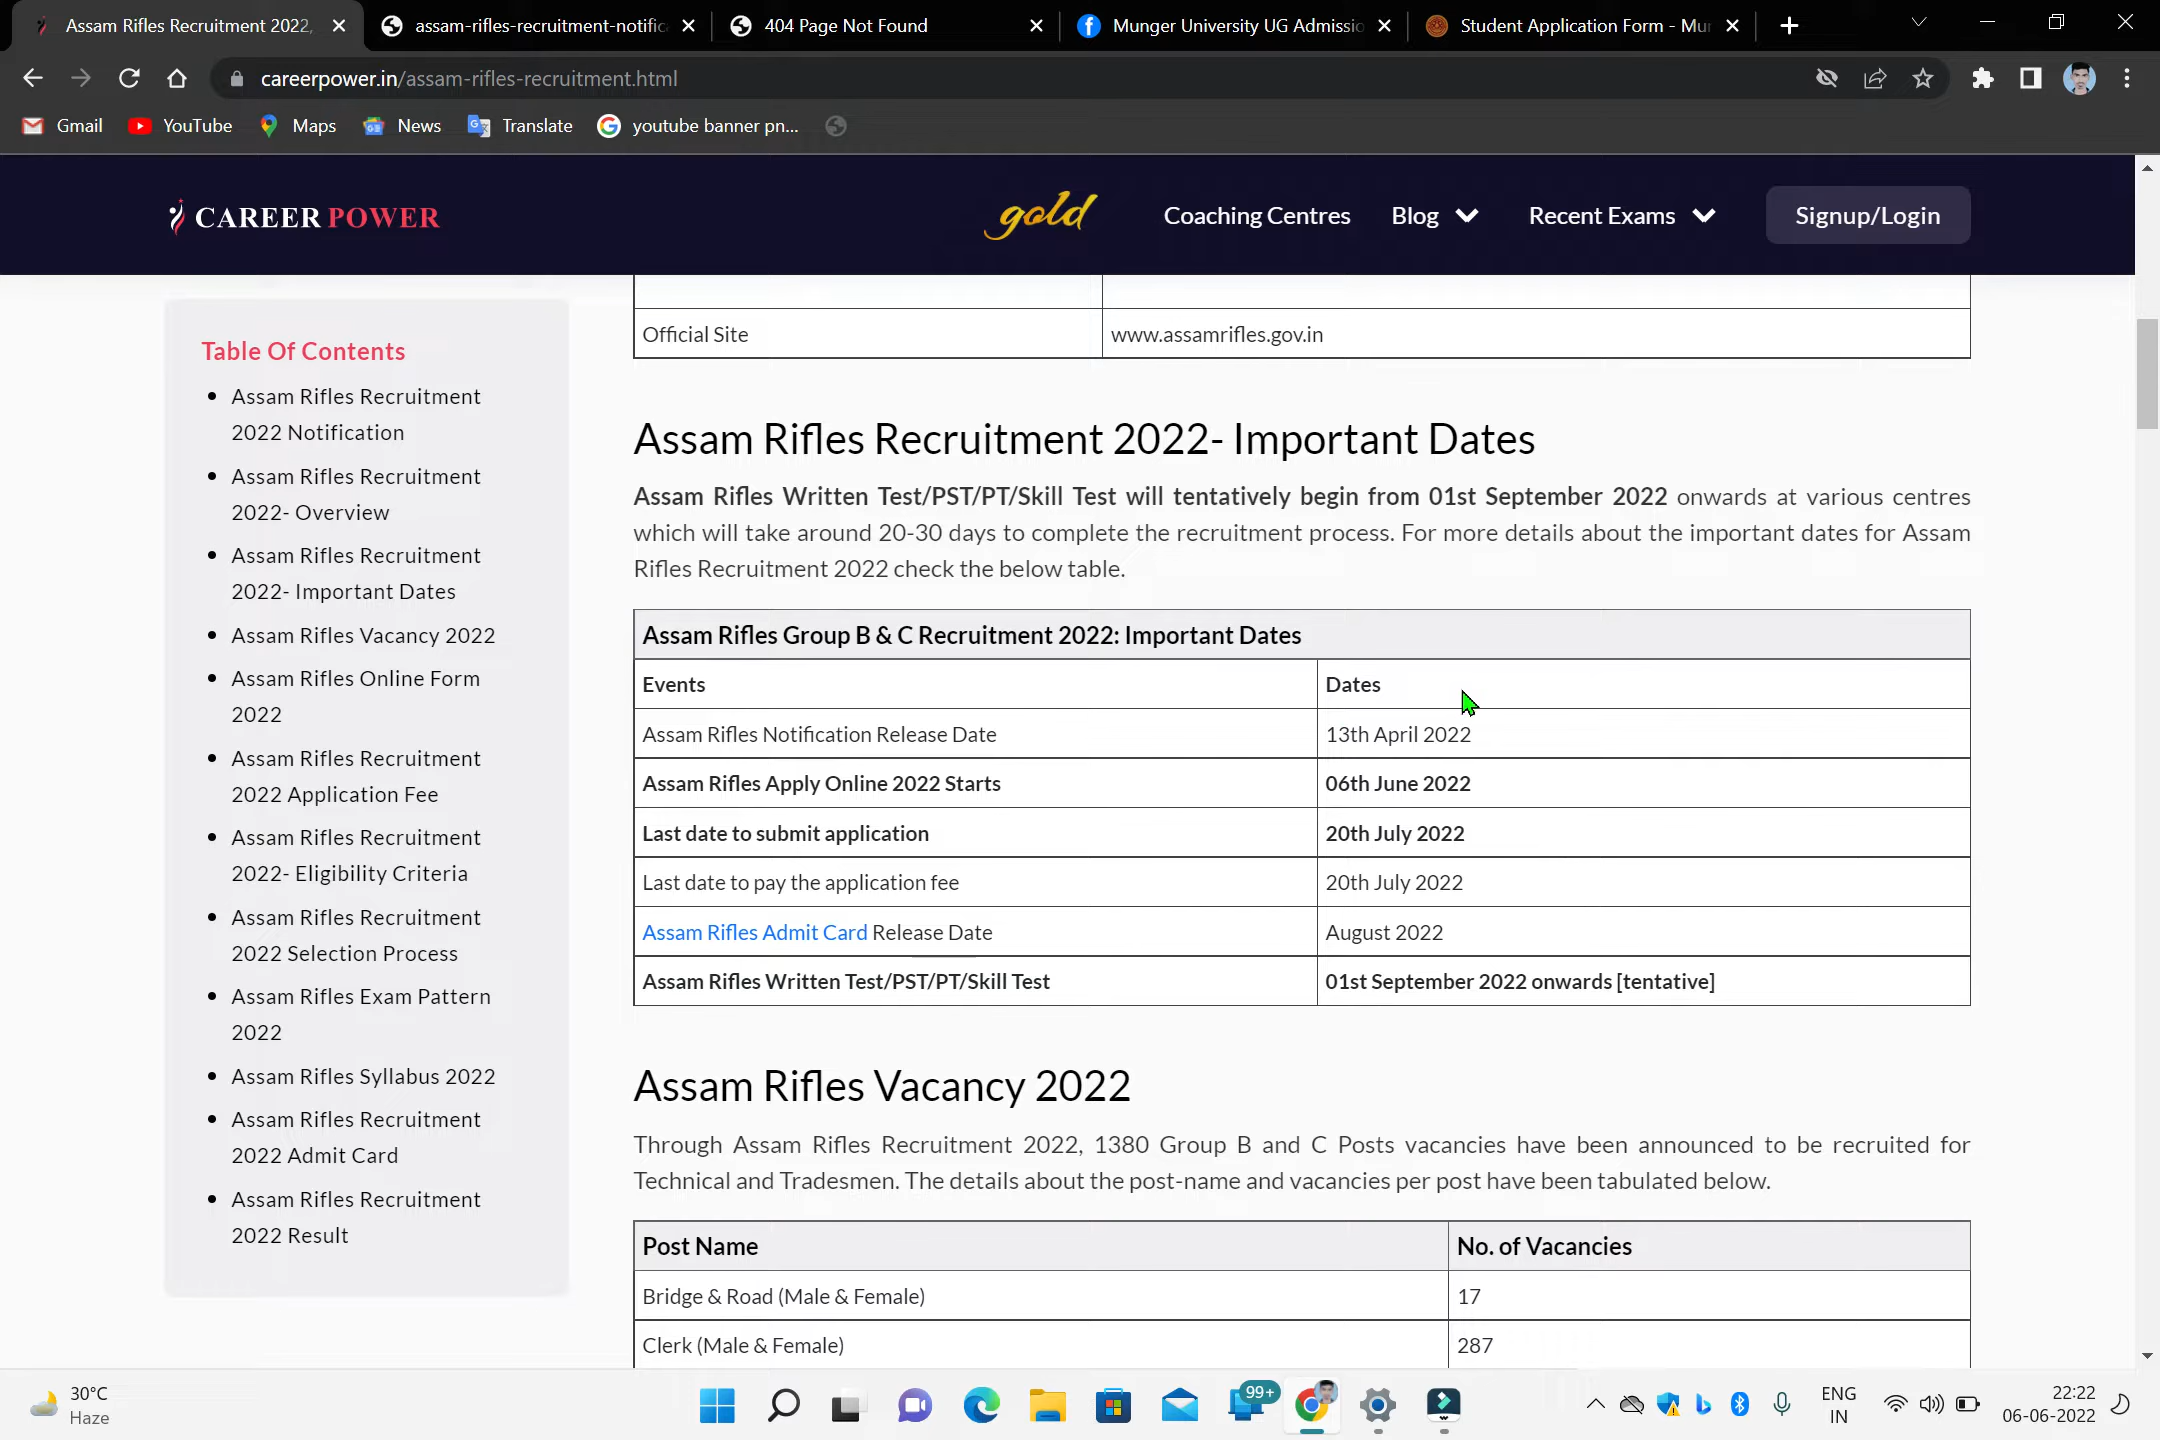 Assam Rifles Recruitment 2022,
assam-rifles-recruitment-notific
404 Page Not Found
Munger University UG Admissio
Student Application Form - Mu
careerpower.in/assam-rifles-recruitment.html
Gmail
YouTube
Maps
News
Translate
youtube banner pn...
CAREER POWER
gold
Coaching Centres
Blog
Recent Exams
Signup/Login
Table Of Contents
Assam Rifles Recruitment
2022 Notification
Assam Rifles Recruitment
2022- Overview
Assam Rifles Recruitment
2022- Important Dates
Assam Rifles Vacancy 2022
Assam Rifles Online Form
2022
Assam Rifles Recruitment
2022 Application Fee
Assam Rifles Recruitment
2022- Eligibility Criteria
Assam Rifles Recruitment
2022 Selection Process
Assam Rifles Exam Pattern
2022
Assam Rifles Syllabus 2022
Assam Rifles Recruitment
2022 Admit Card
Assam Rifles Recruitment
2022 Result
Official Site www.assamrifles.gov.in
Assam Rifles Recruitment 2022- Important Dates
Assam Rifles Written Test/PST/PT/Skill Test will tentatively begin from 01st September 2022 onwards at various centres
which will take around 20-30 days to complete the recruitment process. For more details about the important dates for Assam
Rifles Recruitment 2022 check the below table.
Assam Rifles Group B & C Recruitment 2022: Important Dates
Events Dates
Assam Rifles Notification Release Date 13th April 2022
Assam Rifles Apply Online 2022 Starts 06th June 2022
Last date to submit application 20th July 2022
Last date to pay the application fee 20th July 2022
Assam Rifles Admit Card Release Date August 2022
Assam Rifles Written Test/PST/PT/Skill Test 01st September 2022 onwards [tentative]
Assam Rifles Vacancy 2022
Through Assam Rifles Recruitment 2022, 1380 Group B and C Posts vacancies have been announced to be recruited for
Technical and Tradesmen. The details about the post-name and vacancies per post have been tabulated below.
Post Name No. of Vacancies
Bridge & Road (Male & Female) 17
Clerk (Male & Female) 287
30°C
Haze
99+
ENG
IN
22:22
06-06-2022